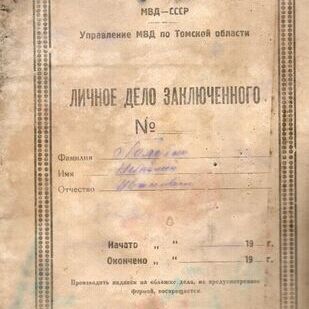 МВД—СССР
Управление МВД по Томской области
ЛИЧНОЕ ДЕЛО ЗАКЛЮЧЕННОГО
№
Фамилия
Имя
Отчество
Начато „ “ 19 г.
Окончено „ “ 19 г.
Производить надписи на обложке дела, не предусмотренные
формой, воспрещается.